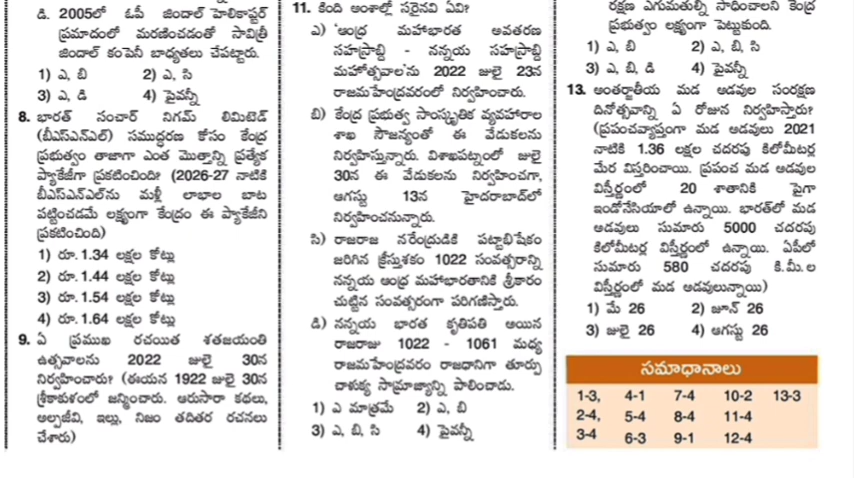 డి. 2005లో ఓపీ జిందాల్ హెలికాప్టర్
ప్రమాదంలో మరణించడంతో సావిత్రీ
జిందాల్ కంపెనీ బాధ్యతలు చేపట్టారు.
1) ఎ, బి 2) ఎ, సి
3) ఎ, డి 4) పైవన్నీ
8. భారత్ సంచార్ నిగమ్ లిమిటెడ్
(బీఎస్ఎన్ఎల్) సముద్ధరణ కోసం కేంద్ర
ప్రభుత్వం తాజాగా ఎంత మొత్తాన్ని ప్రత్యేక
ప్యాకేజీగా ప్రకటించింది? (2026-27 నాటికి
బీఎస్ఎన్ఎల్‌ను మళ్లీ లాభాల బాట
పట్టించడమే లక్ష్యంగా కేంద్రం ఈ ప్యాకేజీని
ప్రకటించింది)
1) రూ.1.34 లక్షల కోట్లు
2) రూ.1.44 లక్షల కోట్లు
3) రూ.1.54 లక్షల కోట్లు
4) రూ.1.64 లక్షల కోట్లు
9. ఏ ప్రముఖ రచయిత శతజయంతి
ఉత్సవాలను 2022 జులై 30న
నిర్వహించారు? (ఈయన 1922 జులై 30న
శ్రీకాకుళంలో జన్మించారు. ఆరుసారా కథలు,
అల్పజీవి, ఇల్లు, నిజం తదితర రచనలు
చేశారు)
11. కింది అంశాల్లో సరైనవి ఏవి?
ఎ) 'ఆంధ్ర మహాభారత అవతరణ
సహస్రాబ్ది - నన్నయ సహస్రాబ్ది
మహోత్సవాల'ను 2022 జులై 23న
రాజమహేంద్రవరంలో నిర్వహించారు.
బి) కేంద్ర ప్రభుత్వ సాంస్కృతిక వ్యవహారాల
శాఖ సౌజన్యంతో ఈ వేడుకలను
నిర్వహిస్తున్నారు. విశాఖపట్నంలో జులై
30న ఈ వేడుకలను నిర్వహించగా,
ఆగస్టు 13న హైదరాబాద్‌లో
నిర్వహించనున్నారు.
సి) రాజరాజ నరేంద్రుడికి పట్టాభిషేకం
జరిగిన క్రీస్తుశకం 1022 సంవత్సరాన్ని
నన్నయ ఆంధ్ర మహాభారతానికి శ్రీకారం
చుట్టిన సంవత్సరంగా పరిగణిస్తారు.
డి) నన్నయ భారత కృతిపతి అయిన
రాజరాజు 1022 - 1061 మధ్య
రాజమహేంద్రవరం రాజధానిగా తూర్పు
చాళుక్య సామ్రాజ్యాన్ని పాలించాడు.
1) ఎ మాత్రమే 2) ఎ, బి
3) ఎ, బి, సి 4) పైవన్నీ
రక్షణ ఎగుమతుల్ని సాధించాలని కేంద్ర
ప్రభుత్వం లక్ష్యంగా పెట్టుకుంది.
1) ఎ, బి 2) ఎ, బి, సి
3) ఎ, బి, డి 4) పైవన్నీ
13. అంతర్జాతీయ మడ అడవుల సంరక్షణ
దినోత్సవాన్ని ఏ రోజున నిర్వహిస్తారు?
(ప్రపంచవ్యాప్తంగా మడ అడవులు 2021
నాటికి 1.36 లక్షల చదరపు కిలోమీటర్ల
మేర విస్తరించాయి. ప్రపంచ మడ అడవుల
విస్తీర్ణంలో 20 శాతానికి పైగా
ఇండోనేసియాలో ఉన్నాయి. భారత్‌లో మడ
అడవులు సుమారు 5000 చదరపు
కిలోమీటర్ల విస్తీర్ణంలో ఉన్నాయి. ఏపీలో
సుమారు 580 చదరపు కి.మీ.ల
విస్తీర్ణంలో మడ అడవులున్నాయి)
1) మే 26 2) జూన్ 26
3) జులై 26 4) ఆగస్టు 26
సమాధానాలు
1-3, 4-1 7-4 10-2 13-3
2-4, 5-4 8-4 11-4
3-4 6-3 9-1 12-4